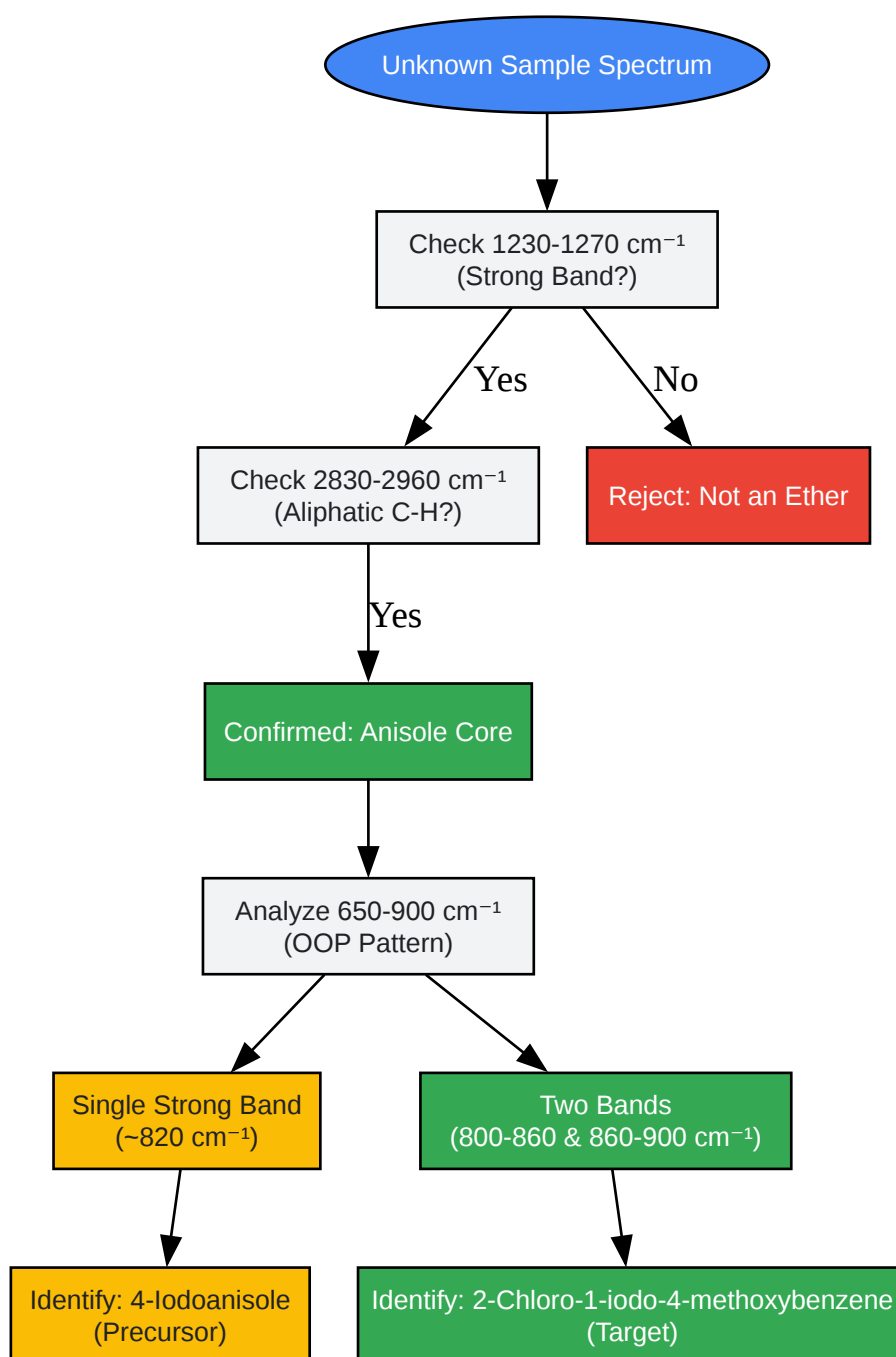 Unknown Sample Spectrum
Check 1230-1270 cm⁻¹
(Strong Band?)
Yes
No
Check 2830-2960 cm⁻¹
(Aliphatic C-H?)
Reject: Not an Ether
Yes
Confirmed: Anisole Core
Analyze 650-900 cm⁻¹
(OOP Pattern)
Single Strong Band
(~820 cm⁻¹)
Two Bands
(800-860 & 860-900 cm⁻¹)
Identify: 4-Iodoanisole
(Precursor)
Identify: 2-Chloro-1-iodo-4-methoxybenzene
(Target)